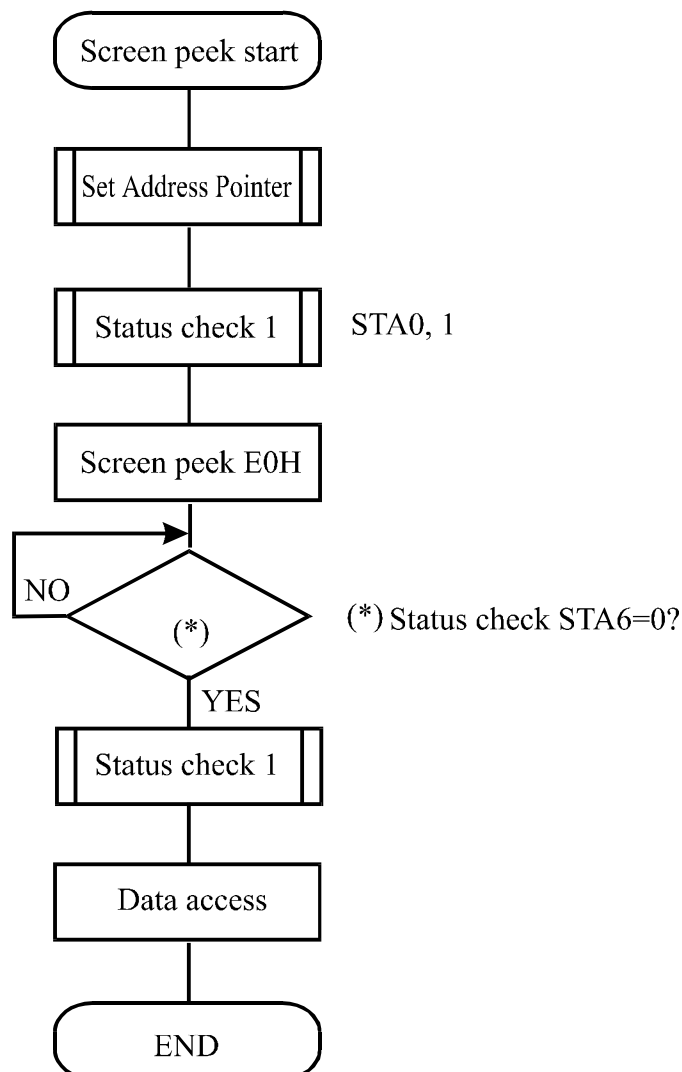 Screen peek start
Set Address Pointer
Status check 1
STA0, 1
Screen peek E0H
NO
(*)
(*) Status check STA6=0?
YES
Status check 1
Data access
END